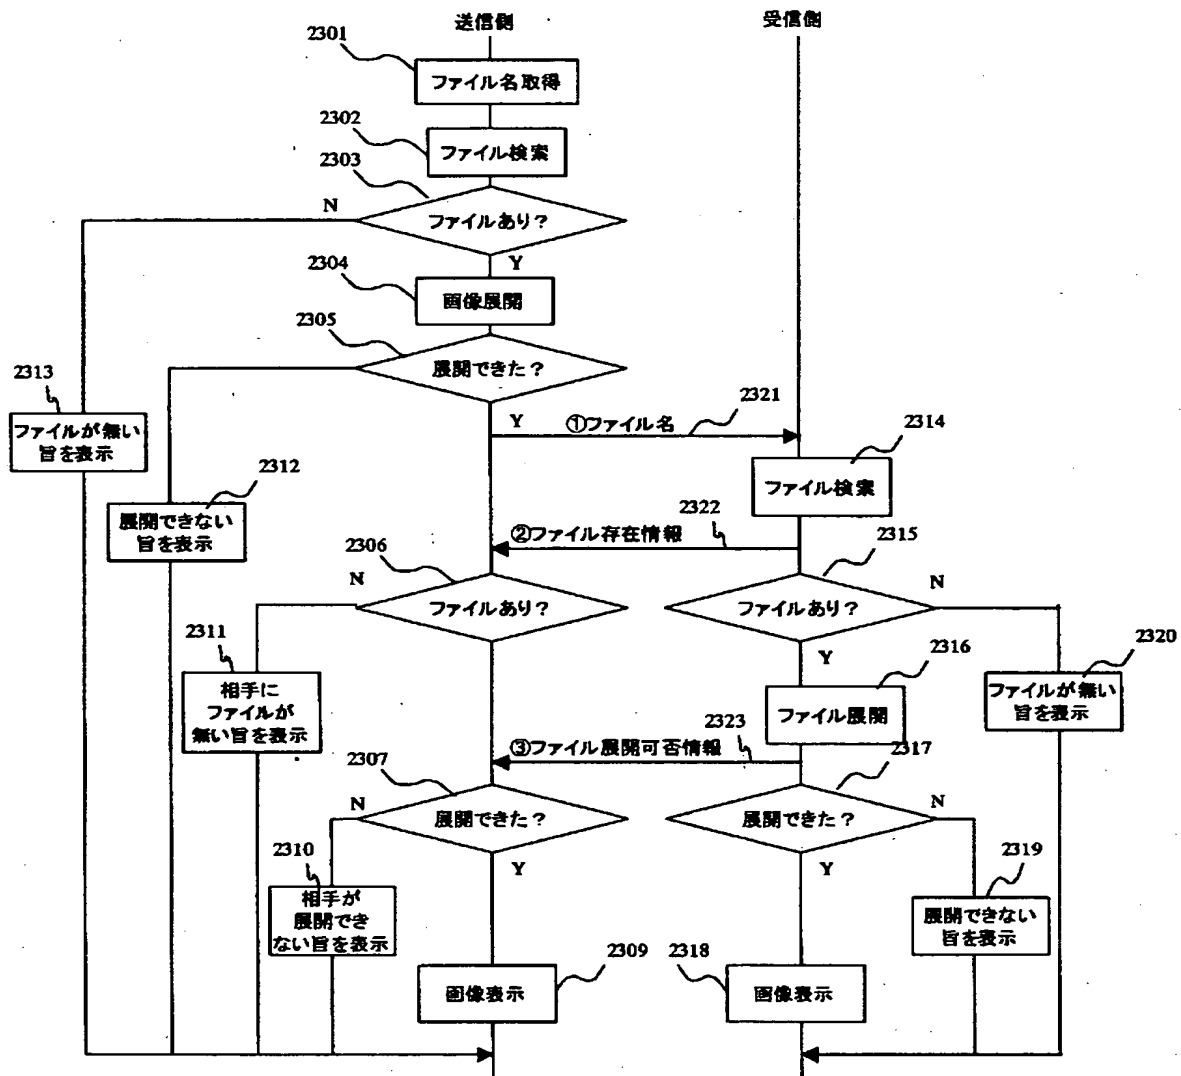 送信側
受信側
2301
ファイル名取得
2302
ファイル検索
2303
N
ファイルあり?
Y
2304
画像展開
2305
展開できた?
2313
ファイルが無い
旨を表示
Y
①ファイル名
2321
2314
ファイル検索
2312
展開できない
旨を表示
2322
②ファイル存在情報
2306
2315
N
ファイルあり?
ファイルあり?
N
2311
相手に
ファイルが
無い旨を表示
Y
2316
ファイル展開
2320
ファイルが無い
旨を表示
2323
③ファイル展開可否情報
2307
2317
N
展開できた?
展開できた?
N
2310
相手が
展開でき
ない旨を表示
Y
Y
2319
展開できない
旨を表示
2309
画像表示
2318
画像表示